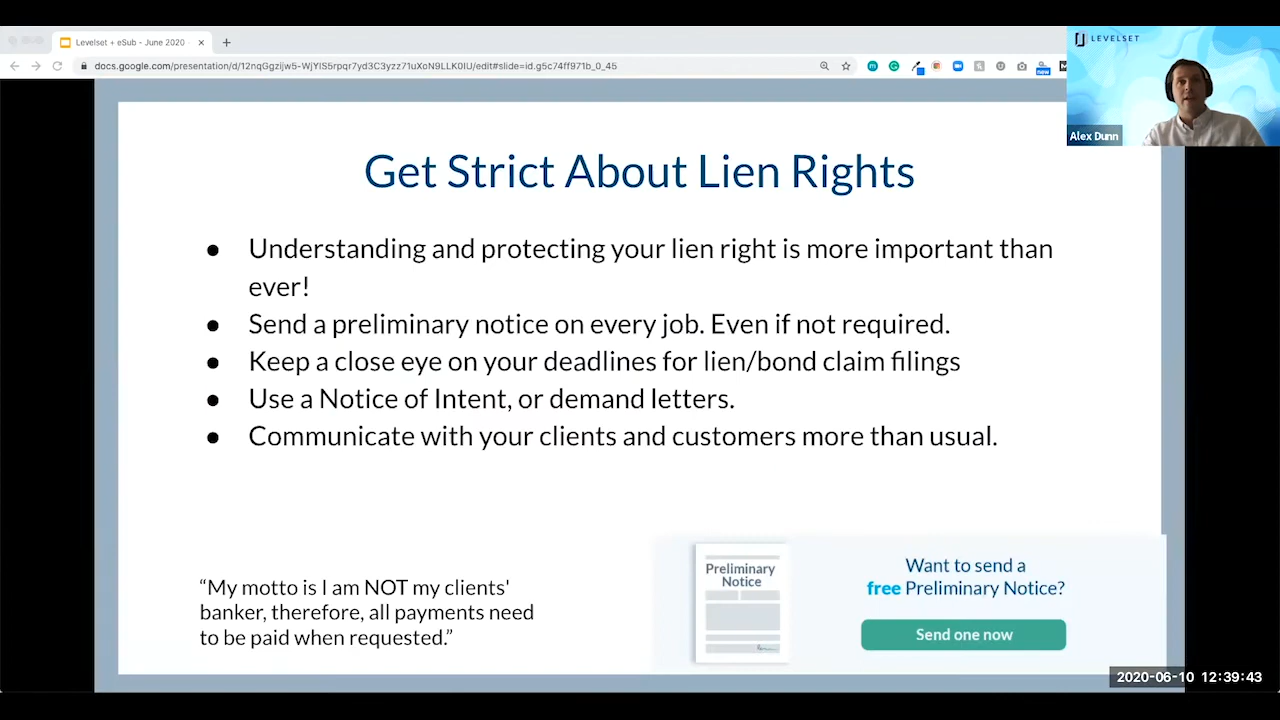 Levelset + eSub - June 2020
docs.google.com/presentation/d/12nqGgzijw5-WjYlS5rpqr7yd3C3yzz71uXoN9LLK0IU/edit#slide=id.g5c74ff971b_0_45
new
LEVELSET
Alex Dunn
Get Strict About Lien Rights
● Understanding and protecting your lien right is more important than
ever!
● Send a preliminary notice on every job. Even if not required.
● Keep a close eye on your deadlines for lien/bond claim filings
● Use a Notice of Intent, or demand letters.
● Communicate with your clients and customers more than usual.
“My motto is I am NOT my clients'
banker, therefore, all payments need
to be paid when requested.”
Preliminary
Notice
Want to send a
free Preliminary Notice?
Send one now
2020-06-10 12:39:43